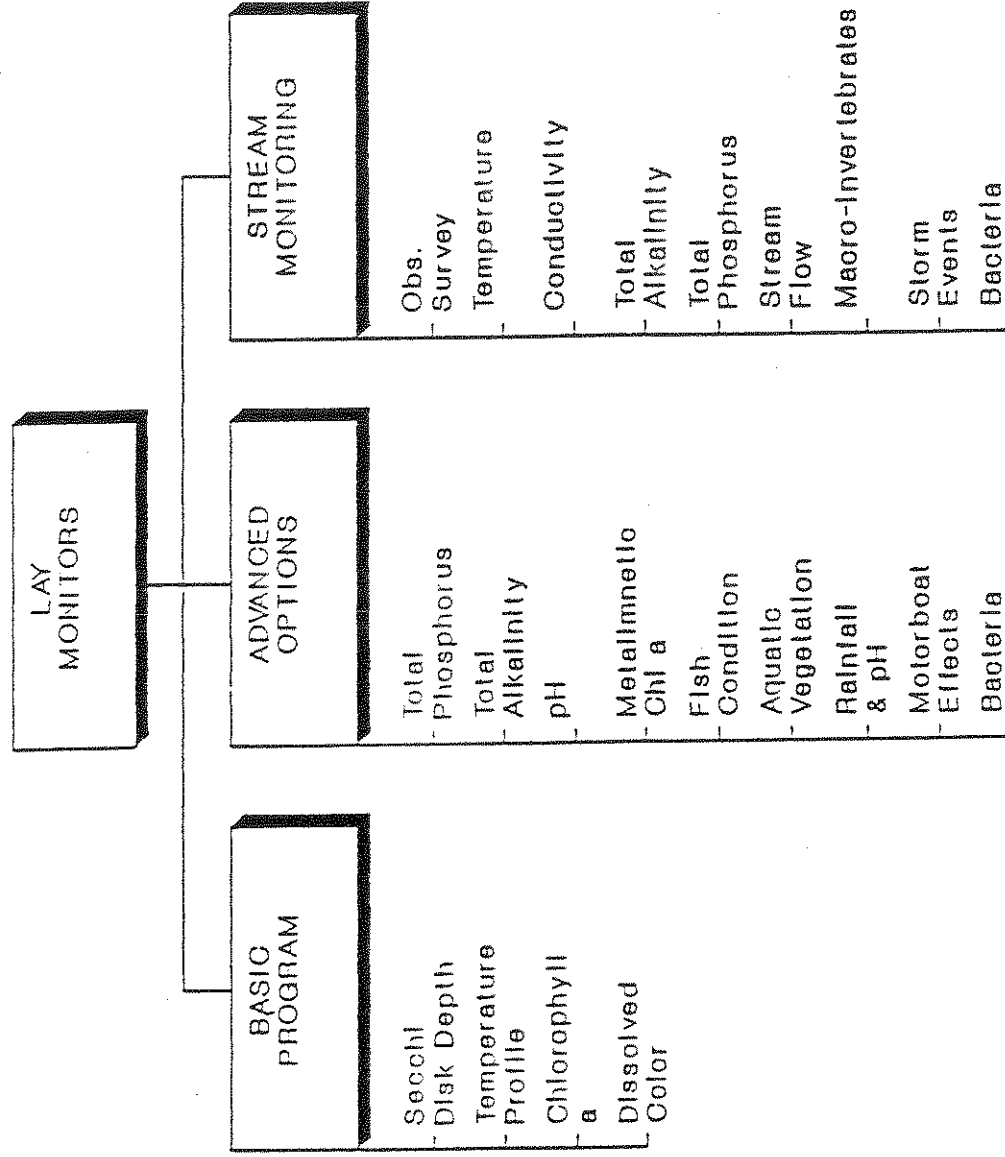 LAY
MONITORS
BASIC
PROGRAM
Secchi
Disk Depth
Temperature
Profile
Chlorophyll
a
Dissolved
Color
ADVANCED
OPTIONS
Total
Phosphorus
Total
Alkalinity
pH
Metalimnetic
Chl a
Fish
Condition
Aquatic
Vegetation
Rainfall
& pH
Motorboat
Effects
Bacteria
STREAM
MONITORING
Obs.
Survey
Temperature
Conductivity
Total
Alkalinity
Total
Phosphorus
Stream
Flow
Macro-Invertebrates
Storm
Events
Bacteria